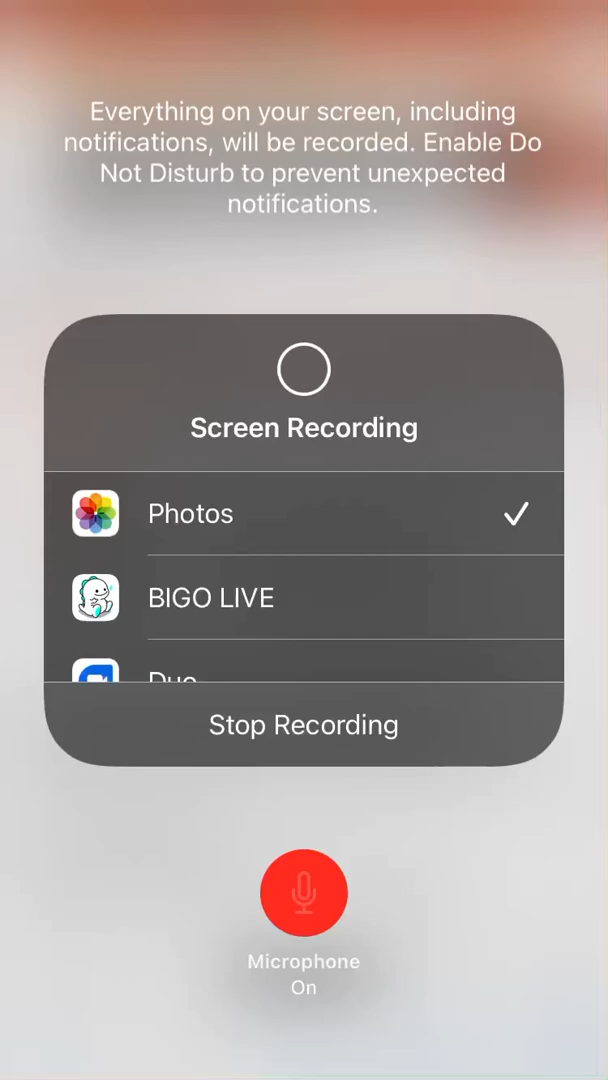 Everything on your screen, including
notifications, will be recorded. Enable Do
Not Disturb to prevent unexpected
notifications.
Screen Recording
Photos
BIGO LIVE
Duo
Stop Recording
Microphone
On